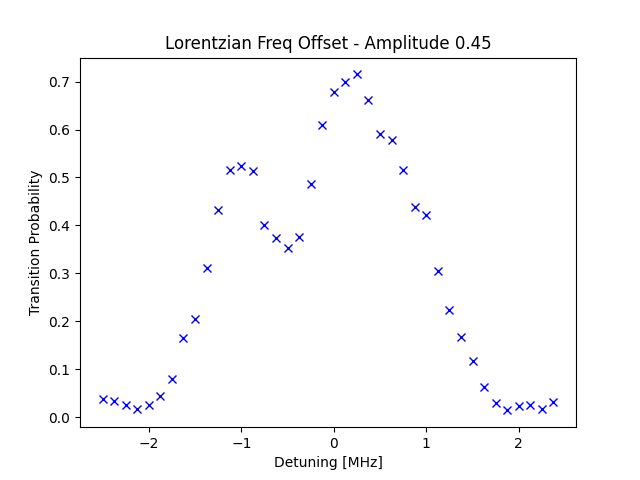 Lorentzian Freq Offset - Amplitude 0.45
Transition Probability
0.7
0.6
0.5
0.4
0.3
0.2
0.1
0.0
−2 −1 0 1 2
Detuning [MHz]